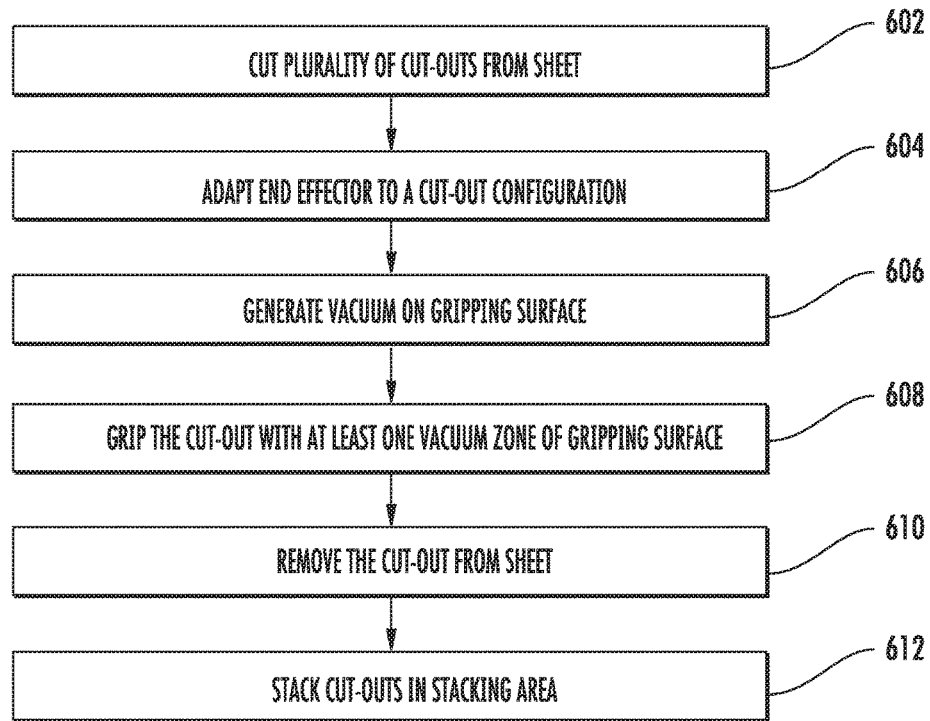 602
CUT PLURALITY OF CUT-OUTS FROM SHEET
604
ADAPT END EFFECTOR TO A CUT-OUT CONFIGURATION
606
GENERATE VACUUM ON GRIPPING SURFACE
608
GRIP THE CUT-OUT WITH AT LEAST ONE VACUUM ZONE OF GRIPPING SURFACE
610
REMOVE THE CUT-OUT FROM SHEET
612
STACK CUT-OUTS IN STACKING AREA